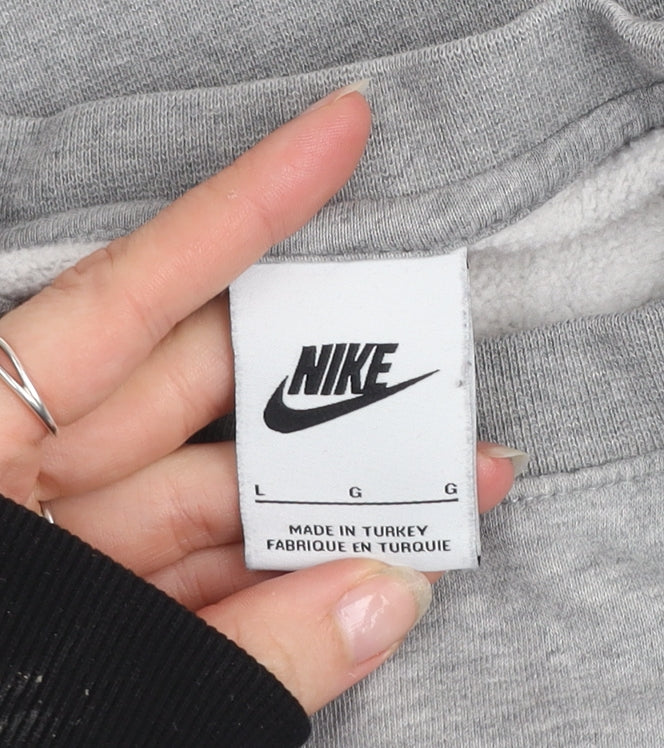 NIKE
L G G
MADE IN TURKEY
FABRIQUE EN TURQUIE